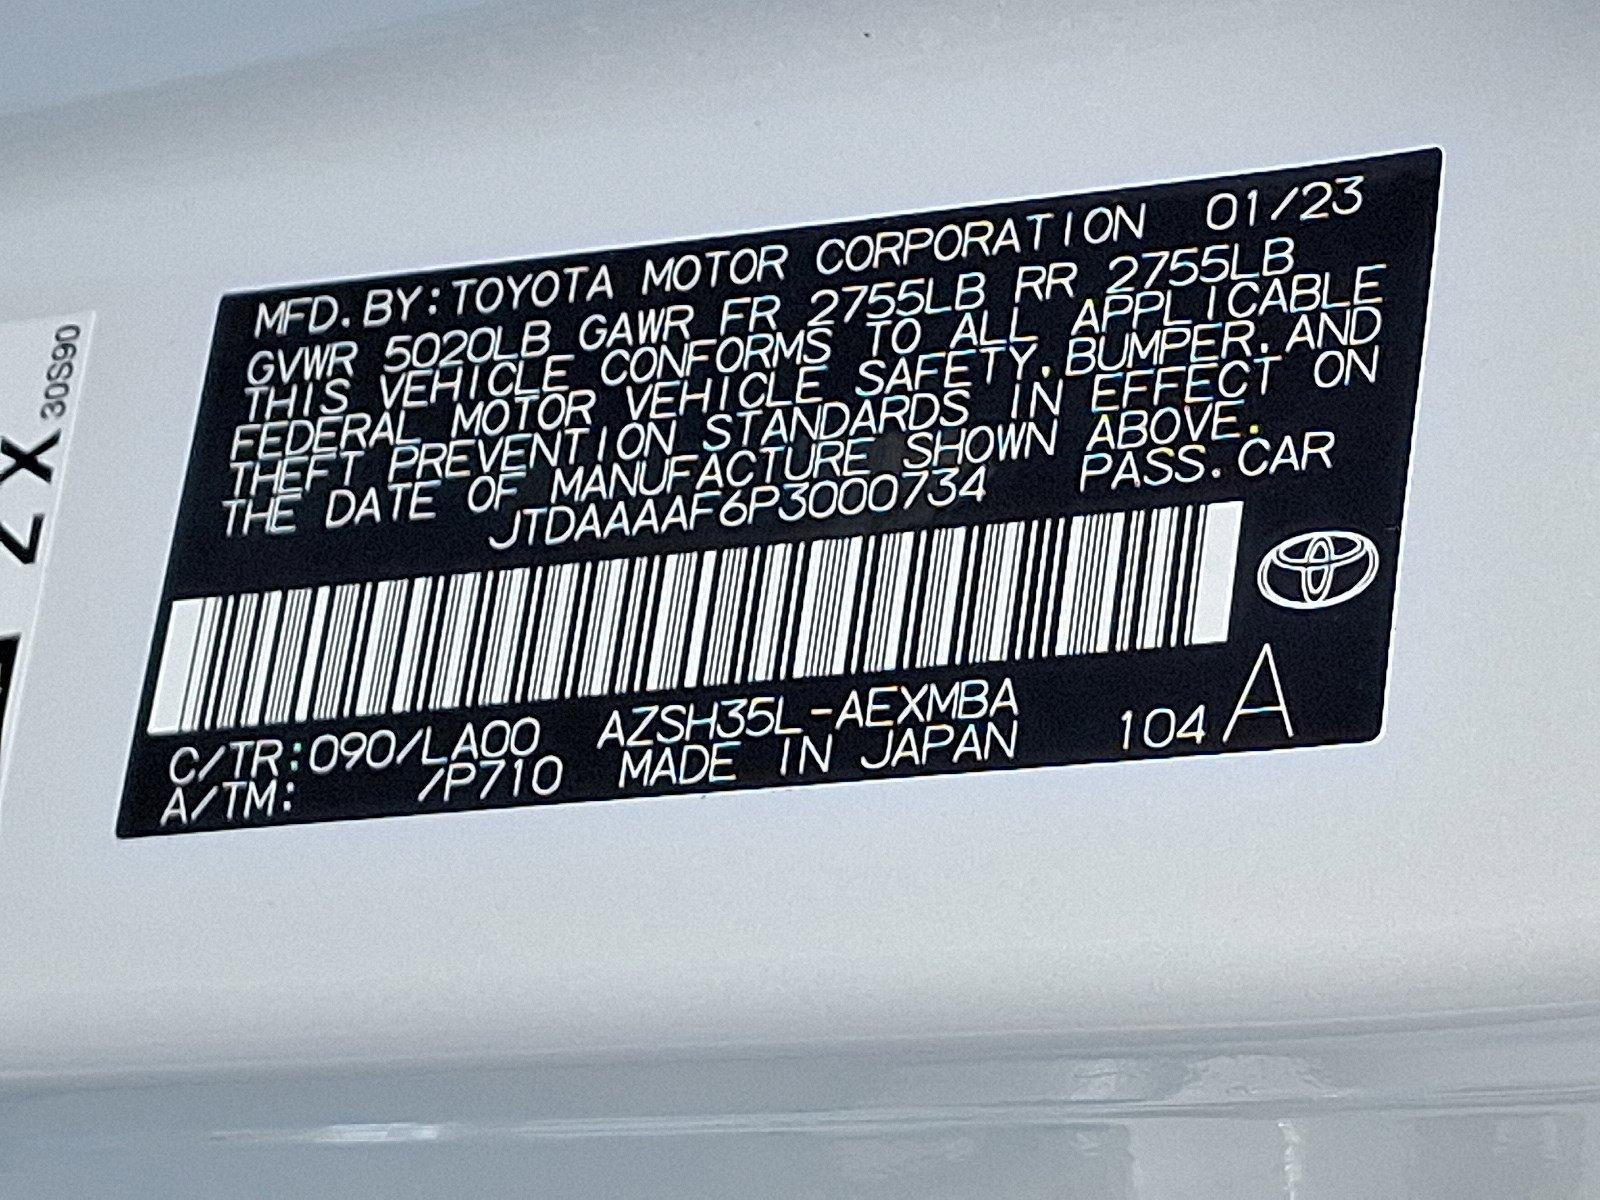 MFD.BY:TOYOTA MOTOR CORPORATION 01/23
GVWR 5020LB GAWR FR 2755LB RR 2755LB
THIS VEHICLE CONFORMS TO ALL APPLICABLE
FEDERAL MOTOR VEHICLE SAFETY,BUMPER,AND
THEFT PREVENTION STANDARDS IN EFFECT ON
THE DATE OF MANUFACTURE SHOWN ABOVE.
JTDAAAAF6P3000734 PASS.CAR
C/TR:090/LA00 AZSH35L-AEXMBA 104 A
A/TM: /P710 MADE IN JAPAN
ZX 30S90